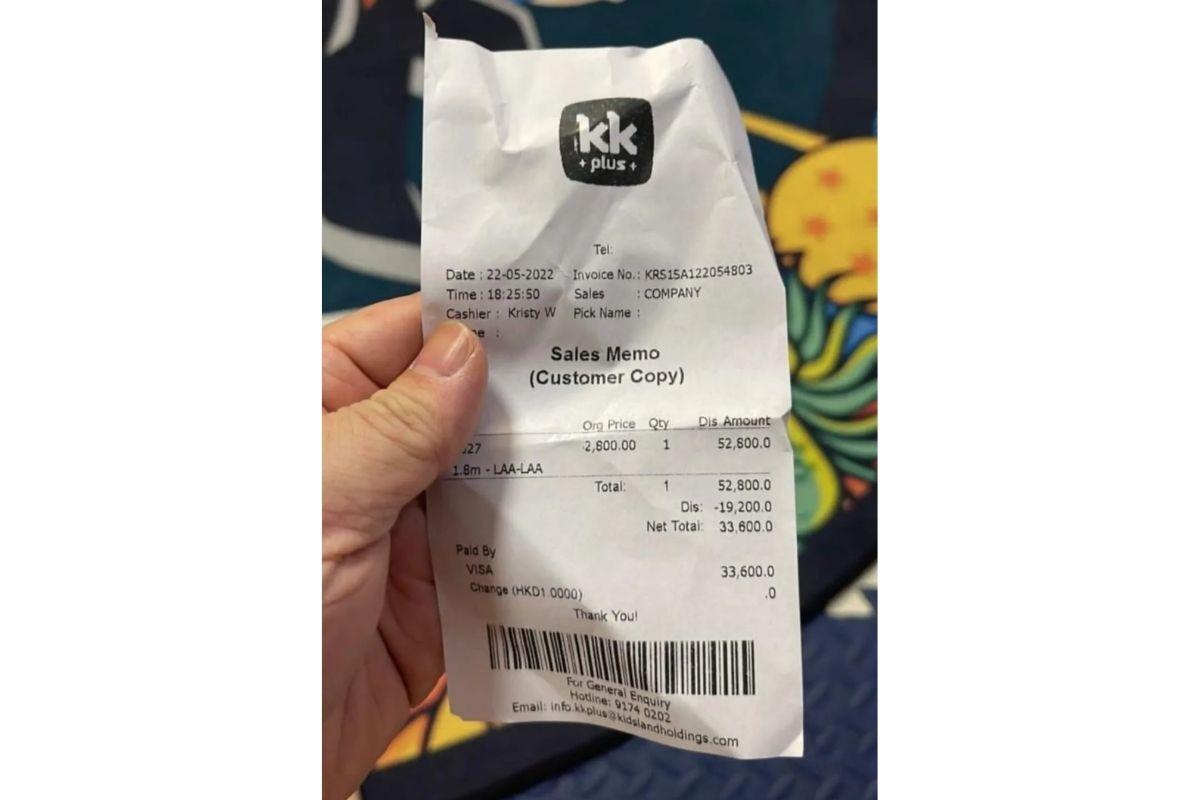 kk
+ plus +
Tel:
Date : 22-05-2022 Invoice No.: KRS1SA122054803
Time : 18:25:50 Sales : COMPANY
Cashier : Kristy W Pick Name :
:
Sales Memo
(Customer Copy)
Org Price Qty Dis Amount
27 2,800.00 1 52,800.0
1.8m - LAA-LAA
Total: 1 52,800.0
Dis: -19,200.0
Net Total: 33,600.0
Paid By
VISA 33,600.0
Change (HKD1.0000) .0
Thank You!
For General Enquiry
Hotline: 9174 0202
Email: info.kkplus@kidslandholdings.com